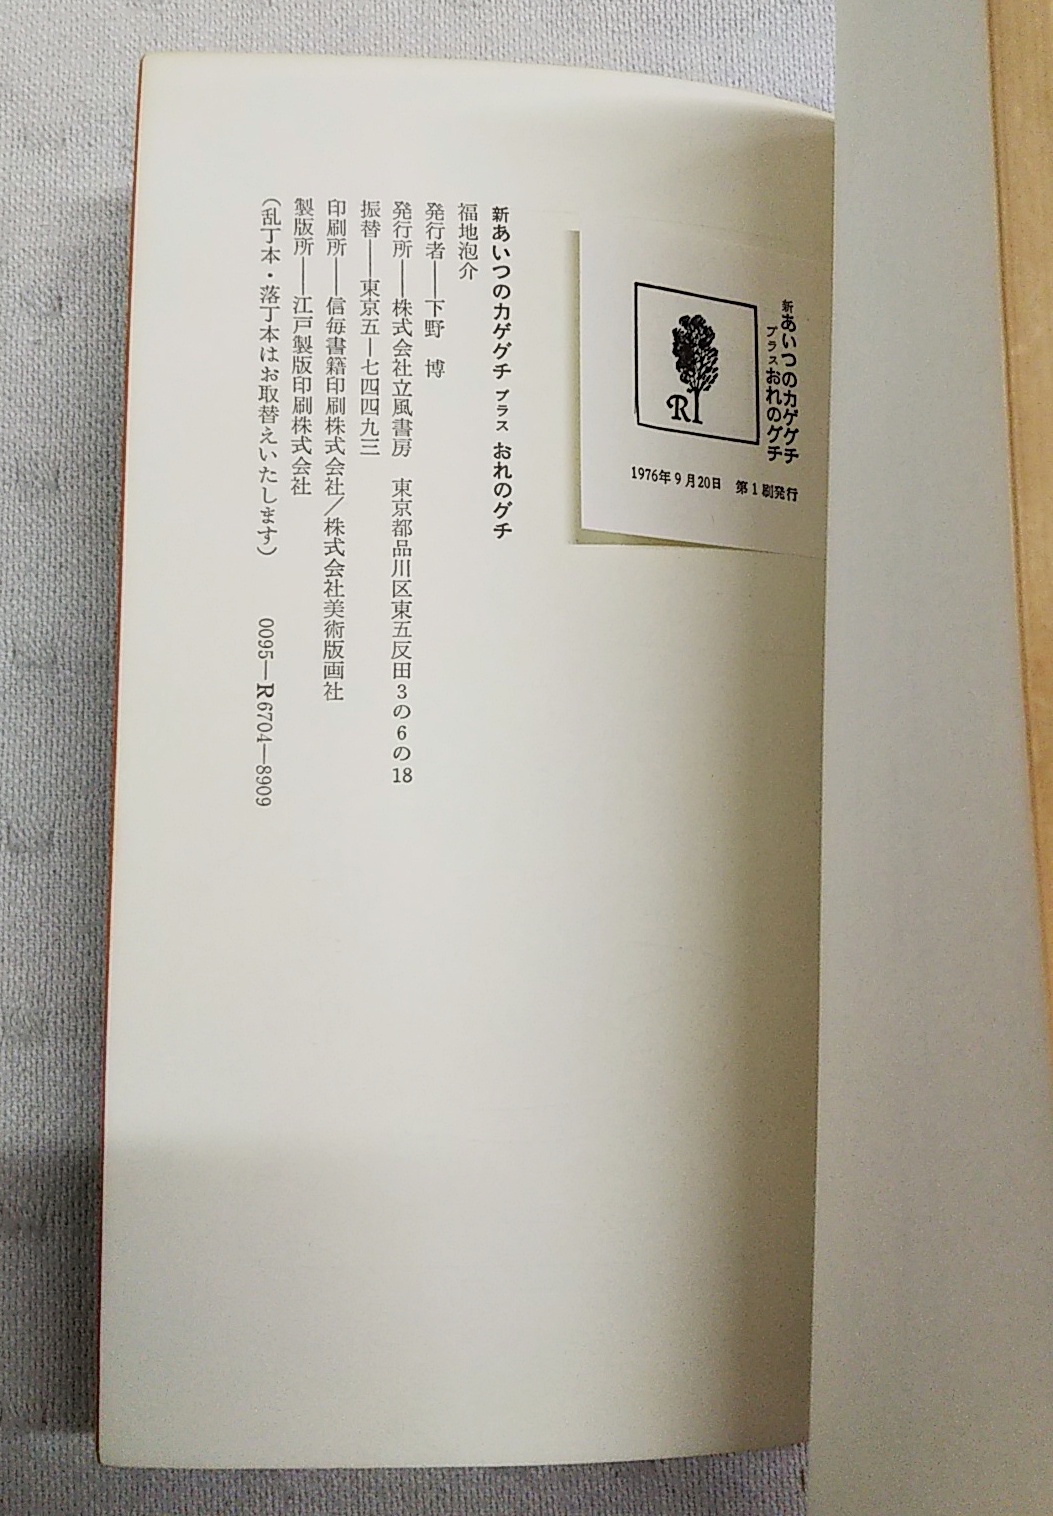 新あいつのカゲグチ
プラスおれのグチ
R
1976年9月20日　第1刷発行
新あいつのカゲグチ プラス おれのグチ
福地泡介
発行者――下野　博
発行所――株式会社立風書房　東京都品川区東五反田3の6の18
振替――東京五―七四四九三
印刷所――信毎書籍印刷株式会社／株式会社美術版画社
製版所――江戸製版印刷株式会社
（乱丁本・落丁本はお取替えいたします）　0095―R6704―8909